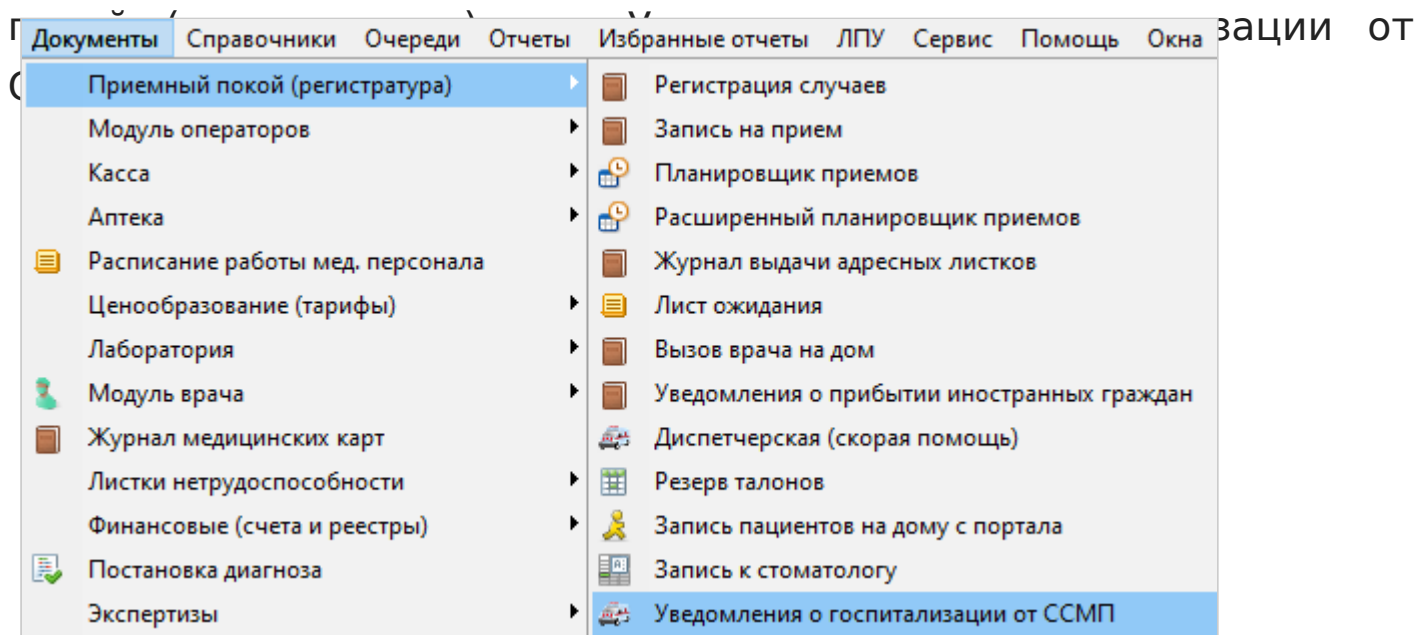 зации от
Документы Справочники Очереди Отчеты Избранные отчеты ЛПУ Сервис Помощь Окна
Приемный покой (регистратура)
Модуль операторов
Касса
Аптека
Расписание работы мед. персонала
Ценообразование (тарифы)
Лаборатория
Модуль врача
Журнал медицинских карт
Листки нетрудоспособности
Финансовые (счета и реестры)
Постановка диагноза
Экспертизы
Регистрация случаев
Запись на прием
Планировщик приемов
Расширенный планировщик приемов
Журнал выдачи адресных листков
Лист ожидания
Вызов врача на дом
Уведомления о прибытии иностранных граждан
Диспетчерская (скорая помощь)
Резерв талонов
Запись пациентов на дому с портала
Запись к стоматологу
Уведомления о госпитализации от ССМП